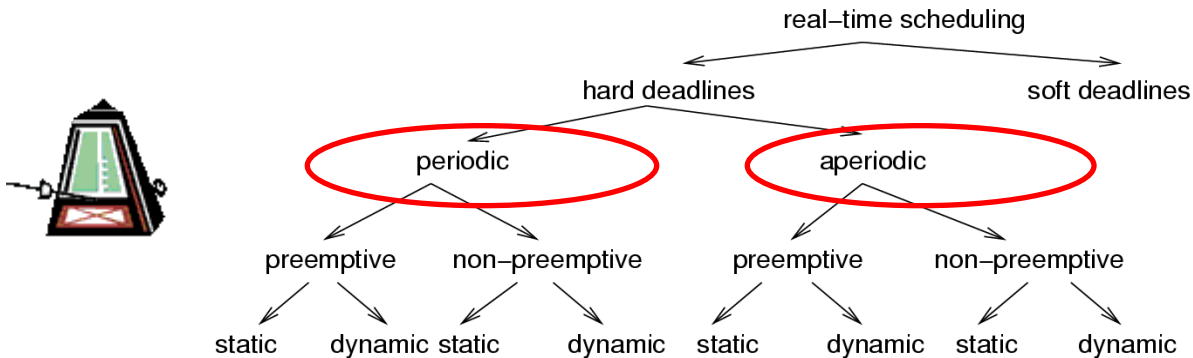 real−time scheduling
hard deadlines soft deadlines
periodic aperiodic
preemptive non−preemptive preemptive non−preemptive
static dynamic static dynamic static dynamic static dynamic